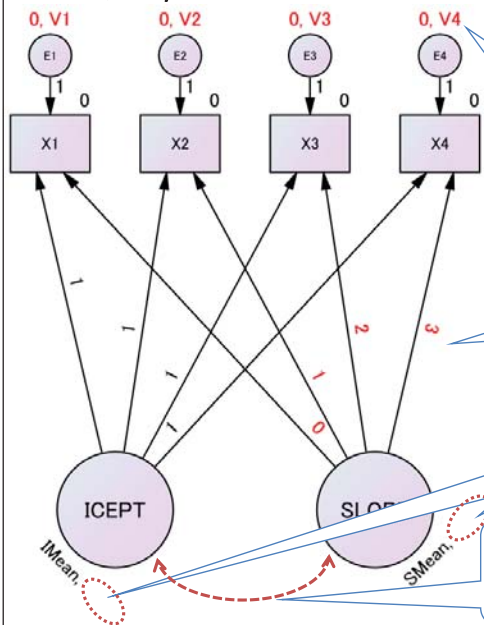 0, V1 0, V2 0, V3 0, V4
E1 E2 E3 E4
1 0 1 0 1 0 1 0
X1 X2 X3 X4
1 1 1 1 0 1 2 3
ICEPT
IMean,
SMean,